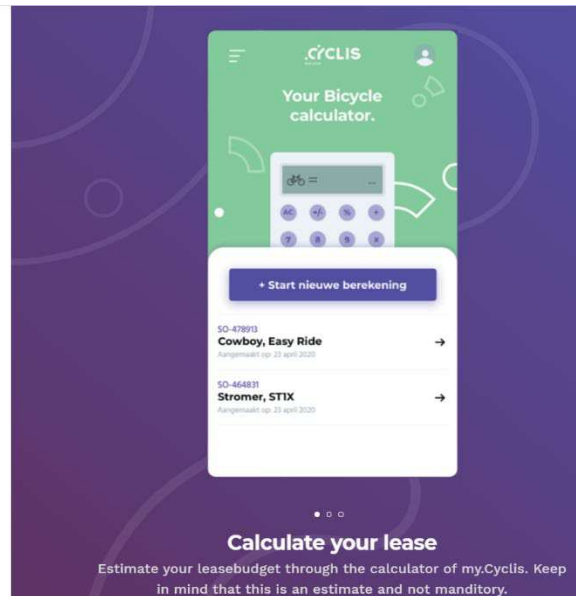 .CYCLIS
Your Bicycle
calculator.
=
...
AC +/- % +
7 8 9 x
+ Start nieuwe berekening
SO-478913
Cowboy, Easy Ride
Aangemaakt op: 23 april 2020
SO-464831
Stromer, ST1X
Aangemaakt op: 23 april 2020
Calculate your lease
Estimate your leasebudget through the calculator of my.Cyclis. Keep
in mind that this is an estimate and not manditory.